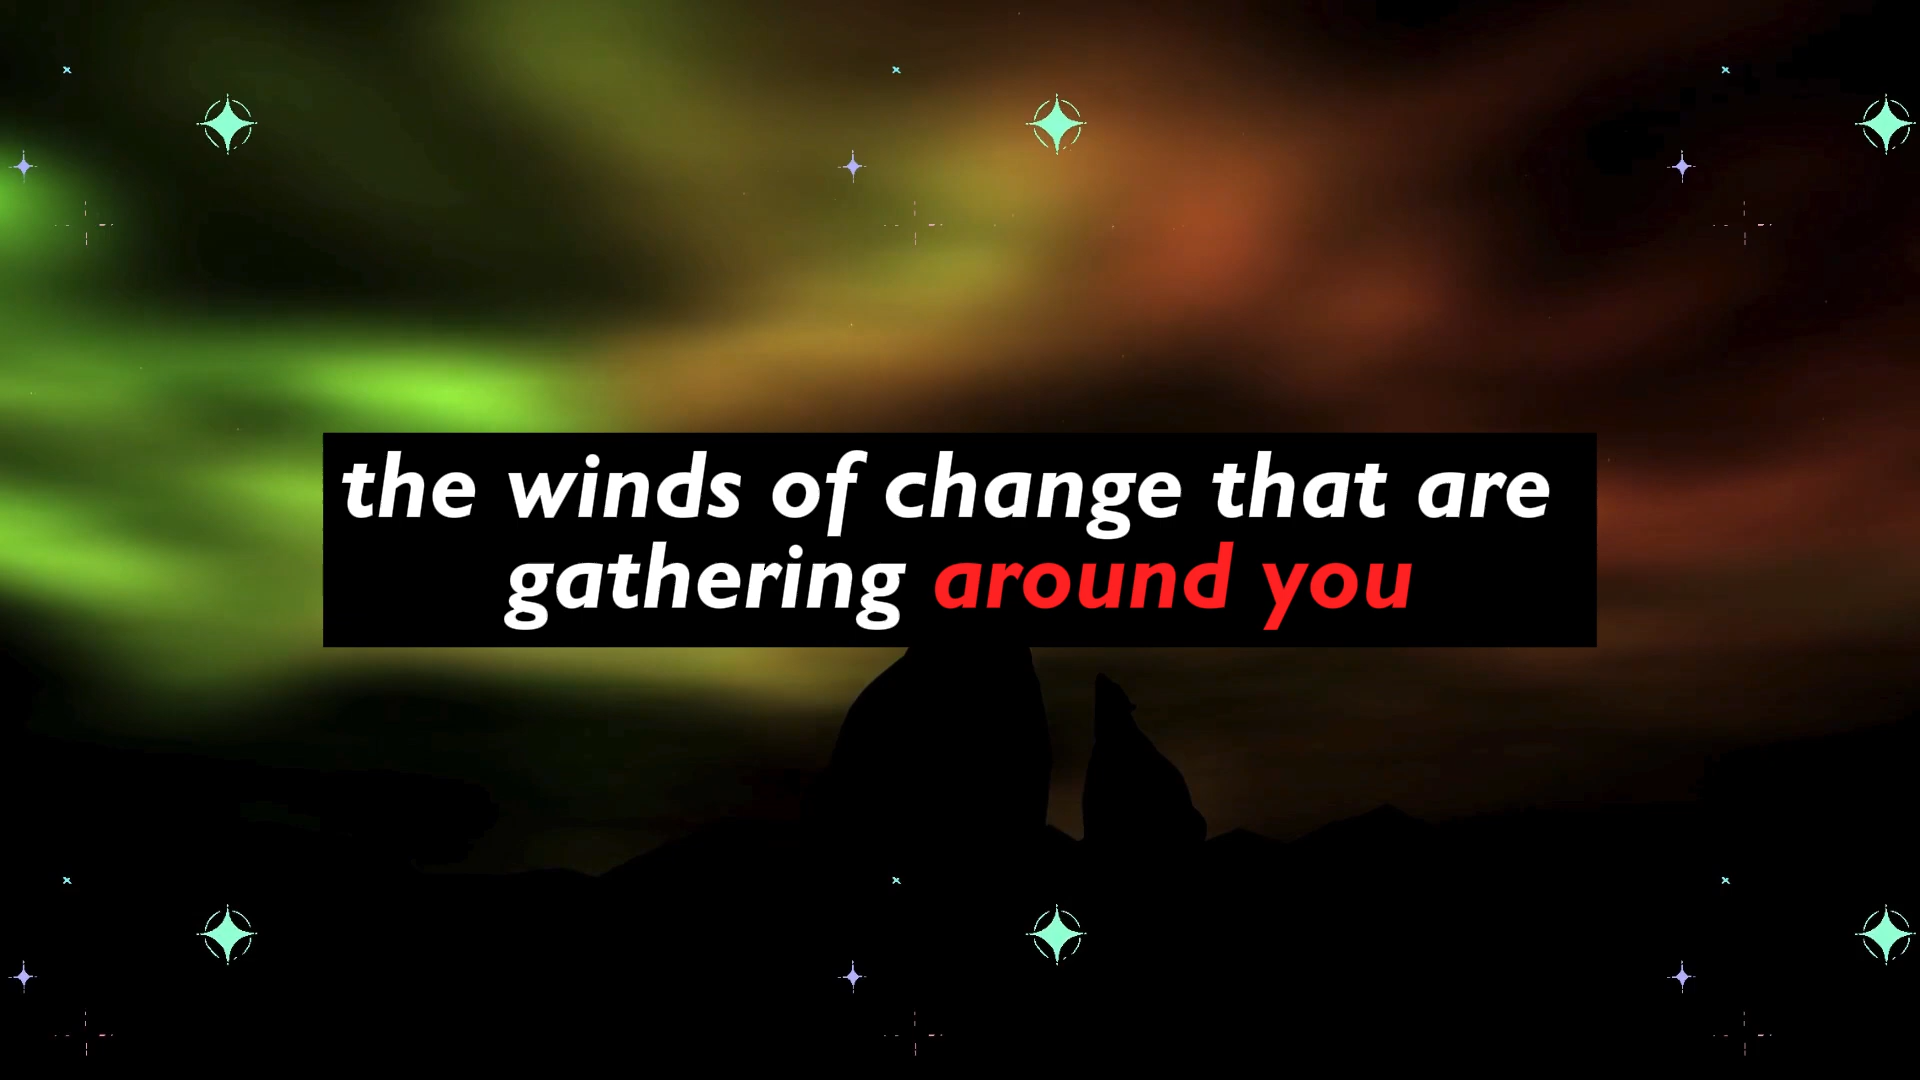 the winds of change that are
gathering around you